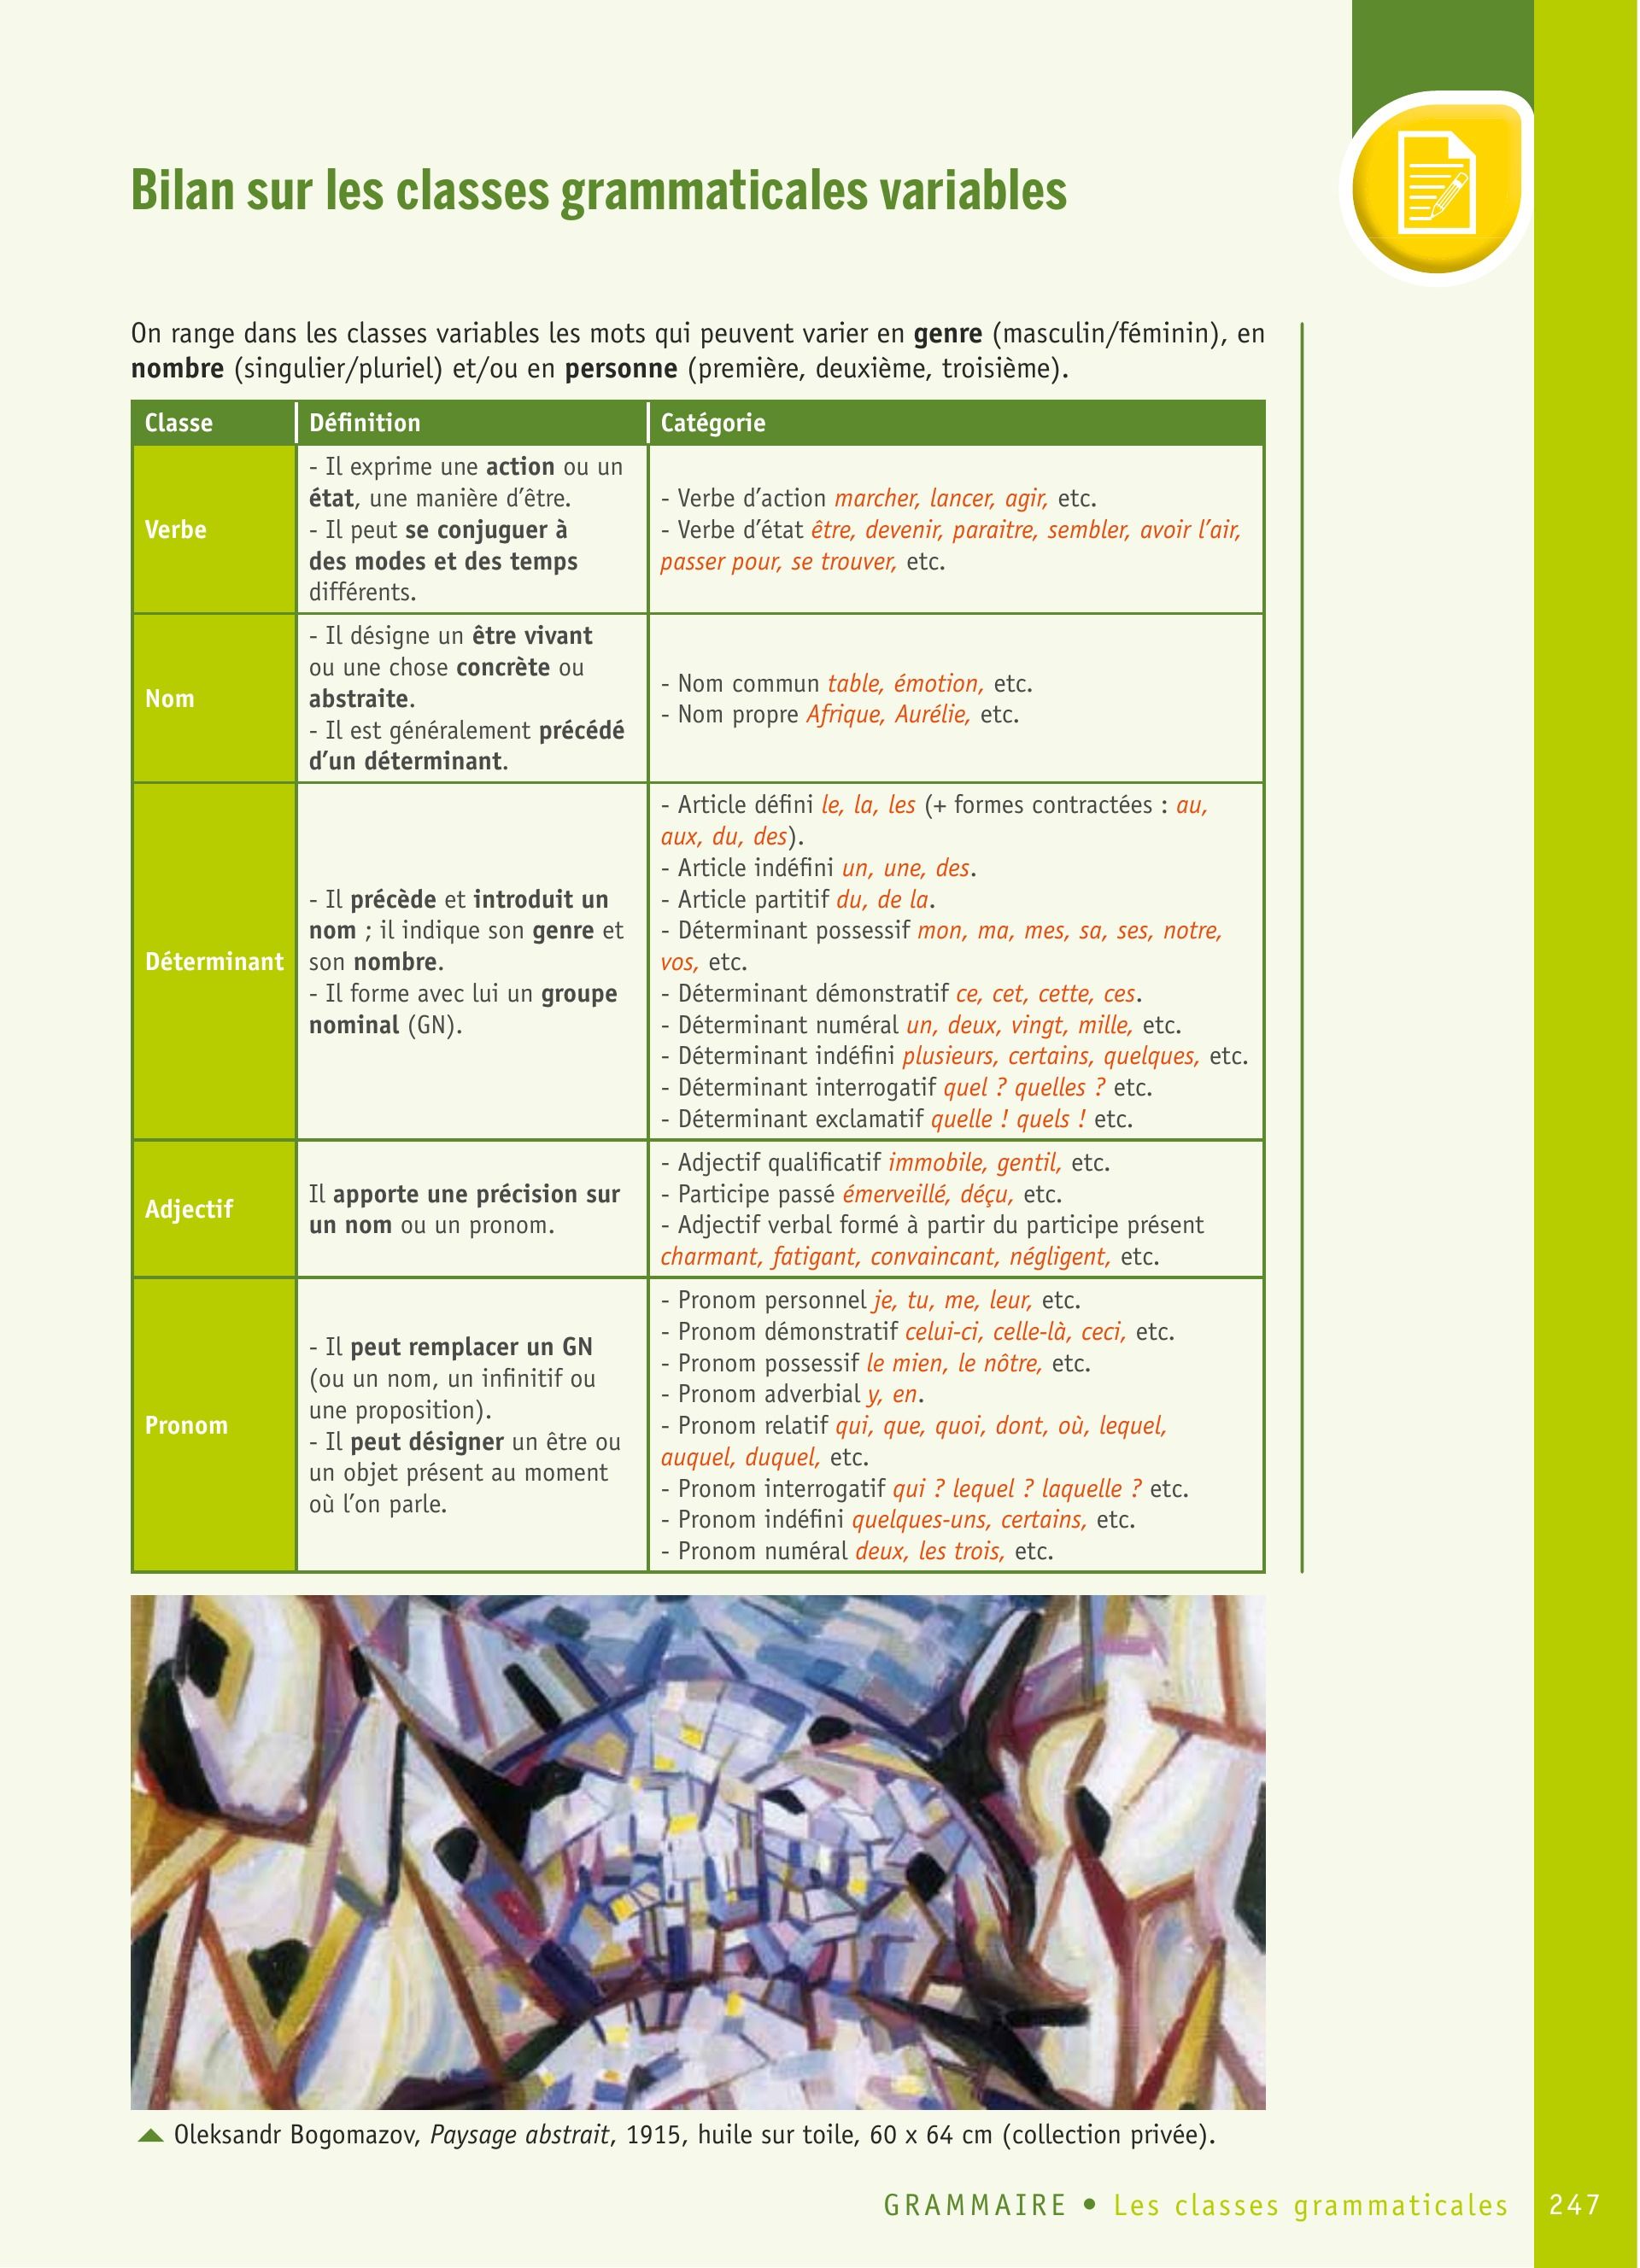 Bilan sur les classes grammaticales variables
On range dans les classes variables les mots qui peuvent varier en genre (masculin/féminin), en
nombre (singulier/pluriel) et/ou en personne (première, deuxième, troisième).
Classe
Définition
Catégorie
Verbe
- Il exprime une action ou un
état, une manière d’être.
- Il peut se conjuguer à
des modes et des temps
différents.
- Verbe d’action marcher, lancer, agir, etc.
- Verbe d’état être, devenir, paraitre, sembler, avoir l’air,
passer pour, se trouver, etc.
Nom
- Il désigne un être vivant
ou une chose concrète ou
abstraite.
- Il est généralement précédé
d’un déterminant.
- Nom commun table, émotion, etc.
- Nom propre Afrique, Aurélie, etc.
Déterminant
- Il précède et introduit un
nom ; il indique son genre et
son nombre.
- Il forme avec lui un groupe
nominal (GN).
- Article défini le, la, les (+ formes contractées : au,
aux, du, des).
- Article indéfini un, une, des.
- Article partitif du, de la.
- Déterminant possessif mon, ma, mes, sa, ses, notre,
vos, etc.
- Déterminant démonstratif ce, cet, cette, ces.
- Déterminant numéral un, deux, vingt, mille, etc.
- Déterminant indéfini plusieurs, certains, quelques, etc.
- Déterminant interrogatif quel ? quelles ? etc.
- Déterminant exclamatif quelle ! quels ! etc.
Adjectif
Il apporte une précision sur
un nom ou un pronom.
- Adjectif qualificatif immobile, gentil, etc.
- Participe passé émerveillé, déçu, etc.
- Adjectif verbal formé à partir du participe présent
charmant, fatigant, convaincant, négligent, etc.
Pronom
- Il peut remplacer un GN
(ou un nom, un infinitif ou
une proposition).
- Il peut désigner un être ou
un objet présent au moment
où l’on parle.
- Pronom personnel je, tu, me, leur, etc.
- Pronom démonstratif celui-ci, celle-là, ceci, etc.
- Pronom possessif le mien, le nôtre, etc.
- Pronom adverbial y, en.
- Pronom relatif qui, que, quoi, dont, où, lequel,
auquel, duquel, etc.
- Pronom interrogatif qui ? lequel ? laquelle ? etc.
- Pronom indéfini quelques-uns, certains, etc.
- Pronom numéral deux, les trois, etc.
Oleksandr Bogomazov, Paysage abstrait, 1915, huile sur toile, 60 x 64 cm (collection privée).
GRAMMAIRE • Les classes grammaticales 247